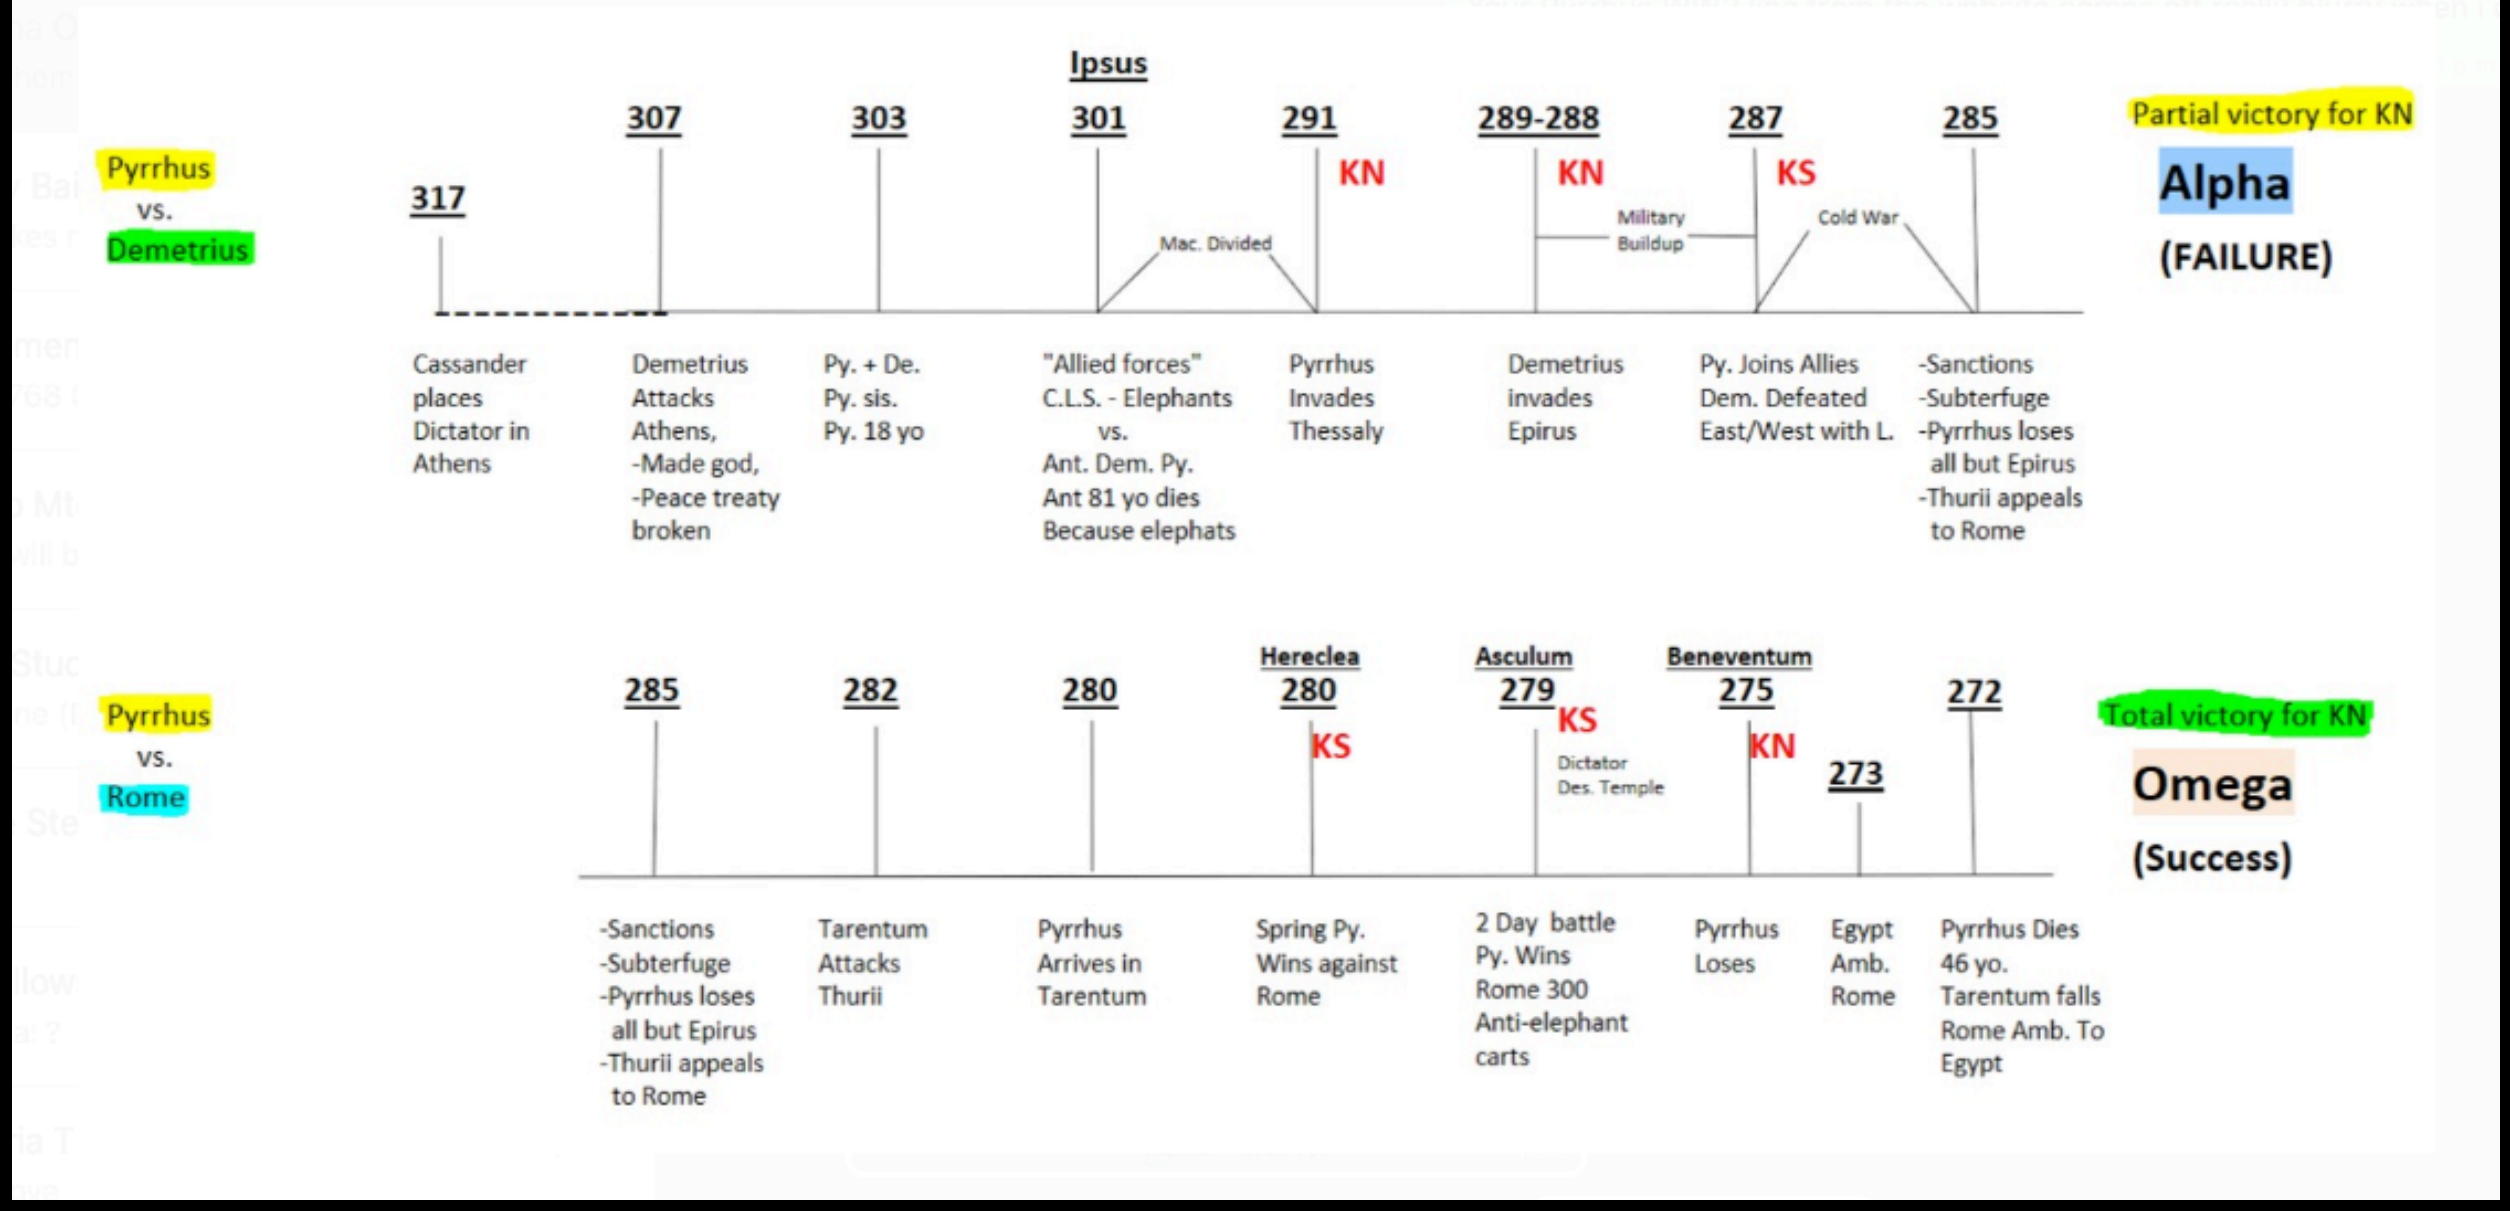 Ipsus
307
303
301
291
289-288
287
285
Partial victory for KN
Pyrrhus
vs.
Demetrius
317
KN
KN
KS
Alpha
(FAILURE)
Mac. Divided
Military
Buildup
Cold War
Cassander
places
Dictator in
Athens
Demetrius
Attacks
Athens,
-Made god,
-Peace treaty
broken
Py. + De.
Py. sis.
Py. 18 yo
"Allied forces"
C.L.S. - Elephants
vs.
Ant. Dem. Py.
Ant 81 yo dies
Because elephats
Pyrrhus
Invades
Thessaly
Demetrius
invades
Epirus
Py. Joins Allies
Dem. Defeated
East/West with L.
-Sanctions
-Subterfuge
-Pyrrhus loses
all but Epirus
-Thurii appeals
to Rome
Hereclea
Asculum
Beneventum
285
282
280
280
279
275
272
273
Pyrrhus
vs.
Rome
KS
KS
Dictator
Des. Temple
KN
Total victory for KN
Omega
(Success)
-Sanctions
-Subterfuge
-Pyrrhus loses
all but Epirus
-Thurii appeals
to Rome
Tarentum
Attacks
Thurii
Pyrrhus
Arrives in
Tarentum
Spring Py.
Wins against
Rome
2 Day battle
Py. Wins
Rome 300
Anti-elephant
carts
Pyrrhus
Loses
Egypt
Amb.
Rome
Pyrrhus Dies
46 yo.
Tarentum falls
Rome Amb. To
Egypt